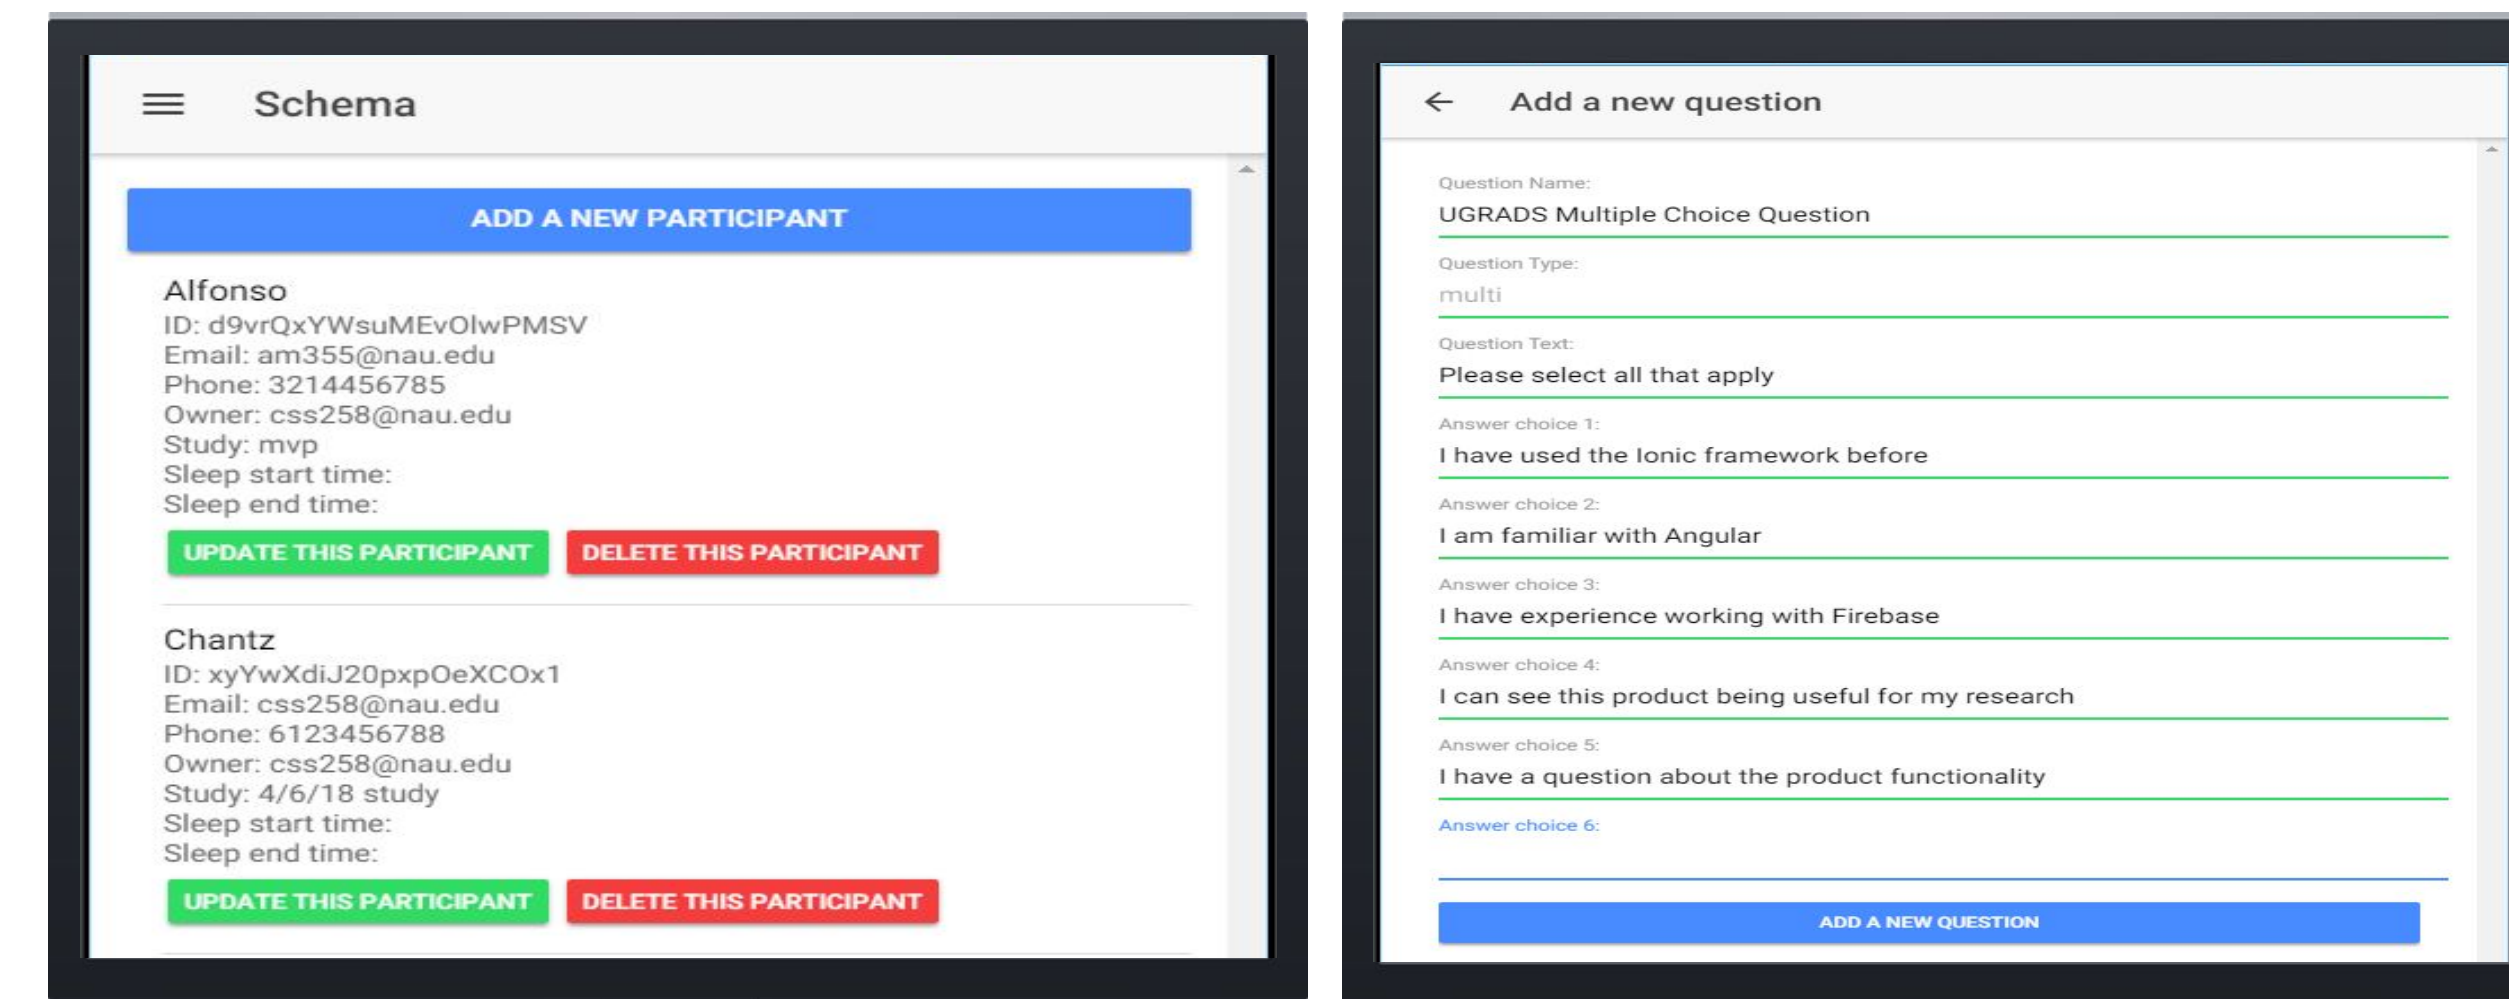 Schema
ADD A NEW PARTICIPANT
Alfonso
ID: d9vrQxYWsuMEvOlwPMSV
Email: am355@nau.edu
Phone: 3214456785
Owner: css258@nau.edu
Study: mvp
Sleep start time:
Sleep end time:
UPDATE THIS PARTICIPANT DELETE THIS PARTICIPANT
Chantz
ID: xyYwXdiJ20pxpOeXCOx1
Email: css258@nau.edu
Phone: 6123456788
Owner: css258@nau.edu
Study: 4/6/18 study
Sleep start time:
Sleep end time:
UPDATE THIS PARTICIPANT DELETE THIS PARTICIPANT
Add a new question
Question Name:
UGRADS Multiple Choice Question
Question Type:
multi
Question Text:
Please select all that apply
Answer choice 1:
I have used the Ionic framework before
Answer choice 2:
I am familiar with Angular
Answer choice 3:
I have experience working with Firebase
Answer choice 4:
I can see this product being useful for my research
Answer choice 5:
I have a question about the product functionality
Answer choice 6:
ADD A NEW QUESTION